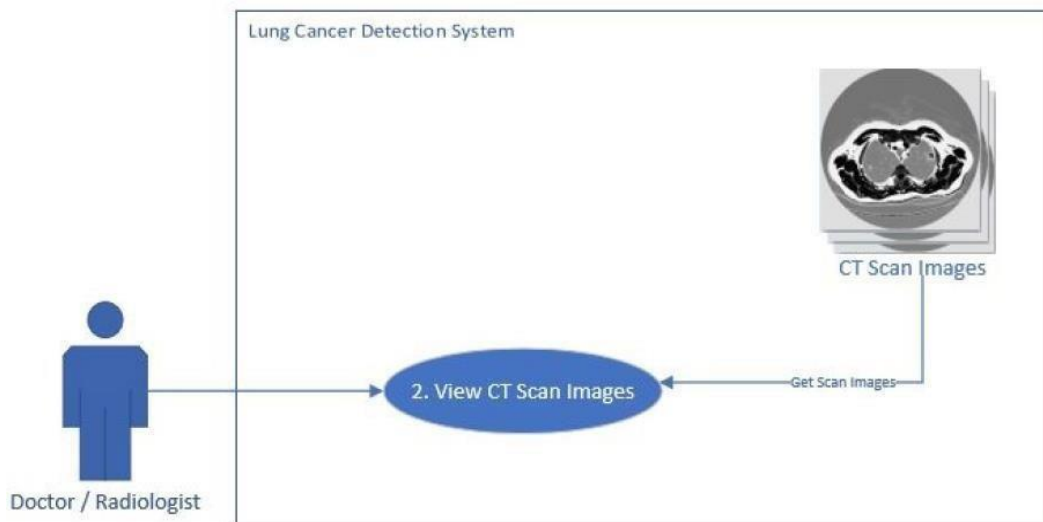 Lung Cancer Detection System
CT Scan Images
2. View CT Scan Images
Get Scan Images
Doctor / Radiologist